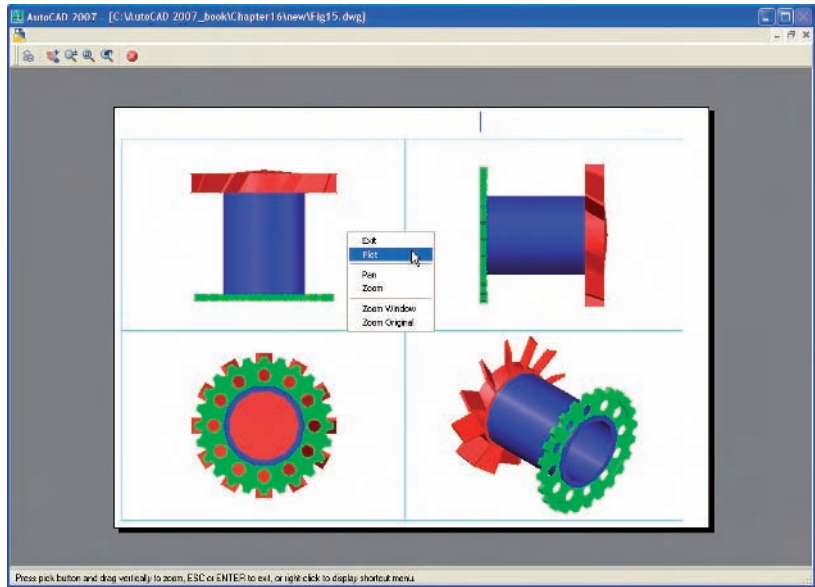 AutoCAD 2007 - [C:\AutoCAD 2007_book\Chapter16\new\Fig15.dwg]
Exit
Plot
Pan
Zoom
Zoom Window
Zoom Original
Press pick button and drag vertically to zoom, ESC or ENTER to exit, or right-click to display shortcut menu.